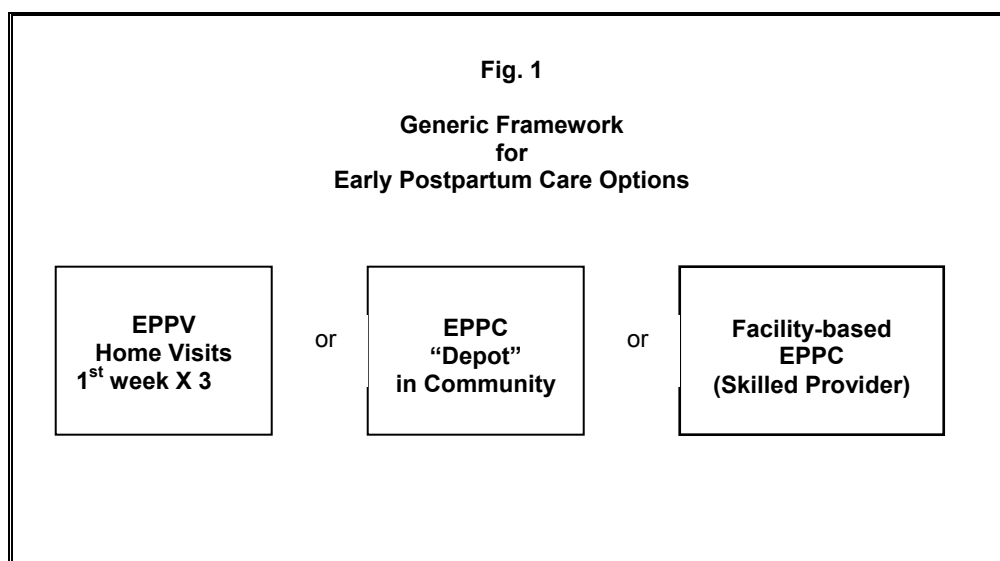 Fig. 1
Generic Framework
for
Early Postpartum Care Options
EPPV
Home Visits
1st week X 3
or
EPPC
“Depot”
in Community
or
Facility-based
EPPC
(Skilled Provider)